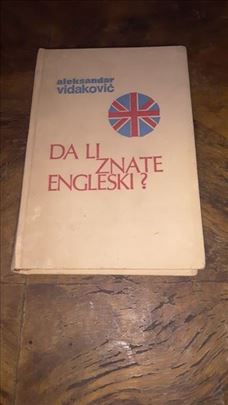 aleksandar
vidaković
DA LI
ZNATE
ENGLESKI?